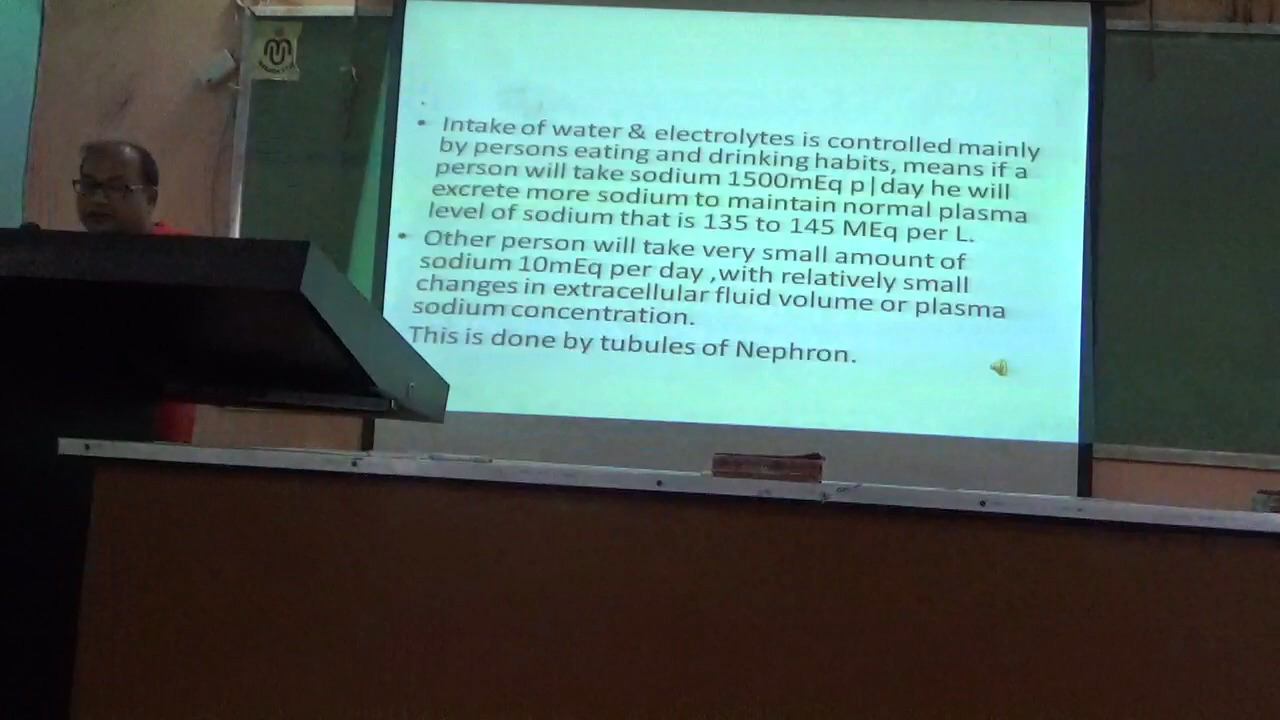 • Intake of water & electrolytes is controlled mainly
by persons eating and drinking habits, means if a
person will take sodium 1500mEq p|day he will
excrete more sodium to maintain normal plasma
level of sodium that is 135 to 145 MEq per L.
• Other person will take very small amount of
sodium 10mEq per day ,with relatively small
changes in extracellular fluid volume or plasma
sodium concentration.
This is done by tubules of Nephron.